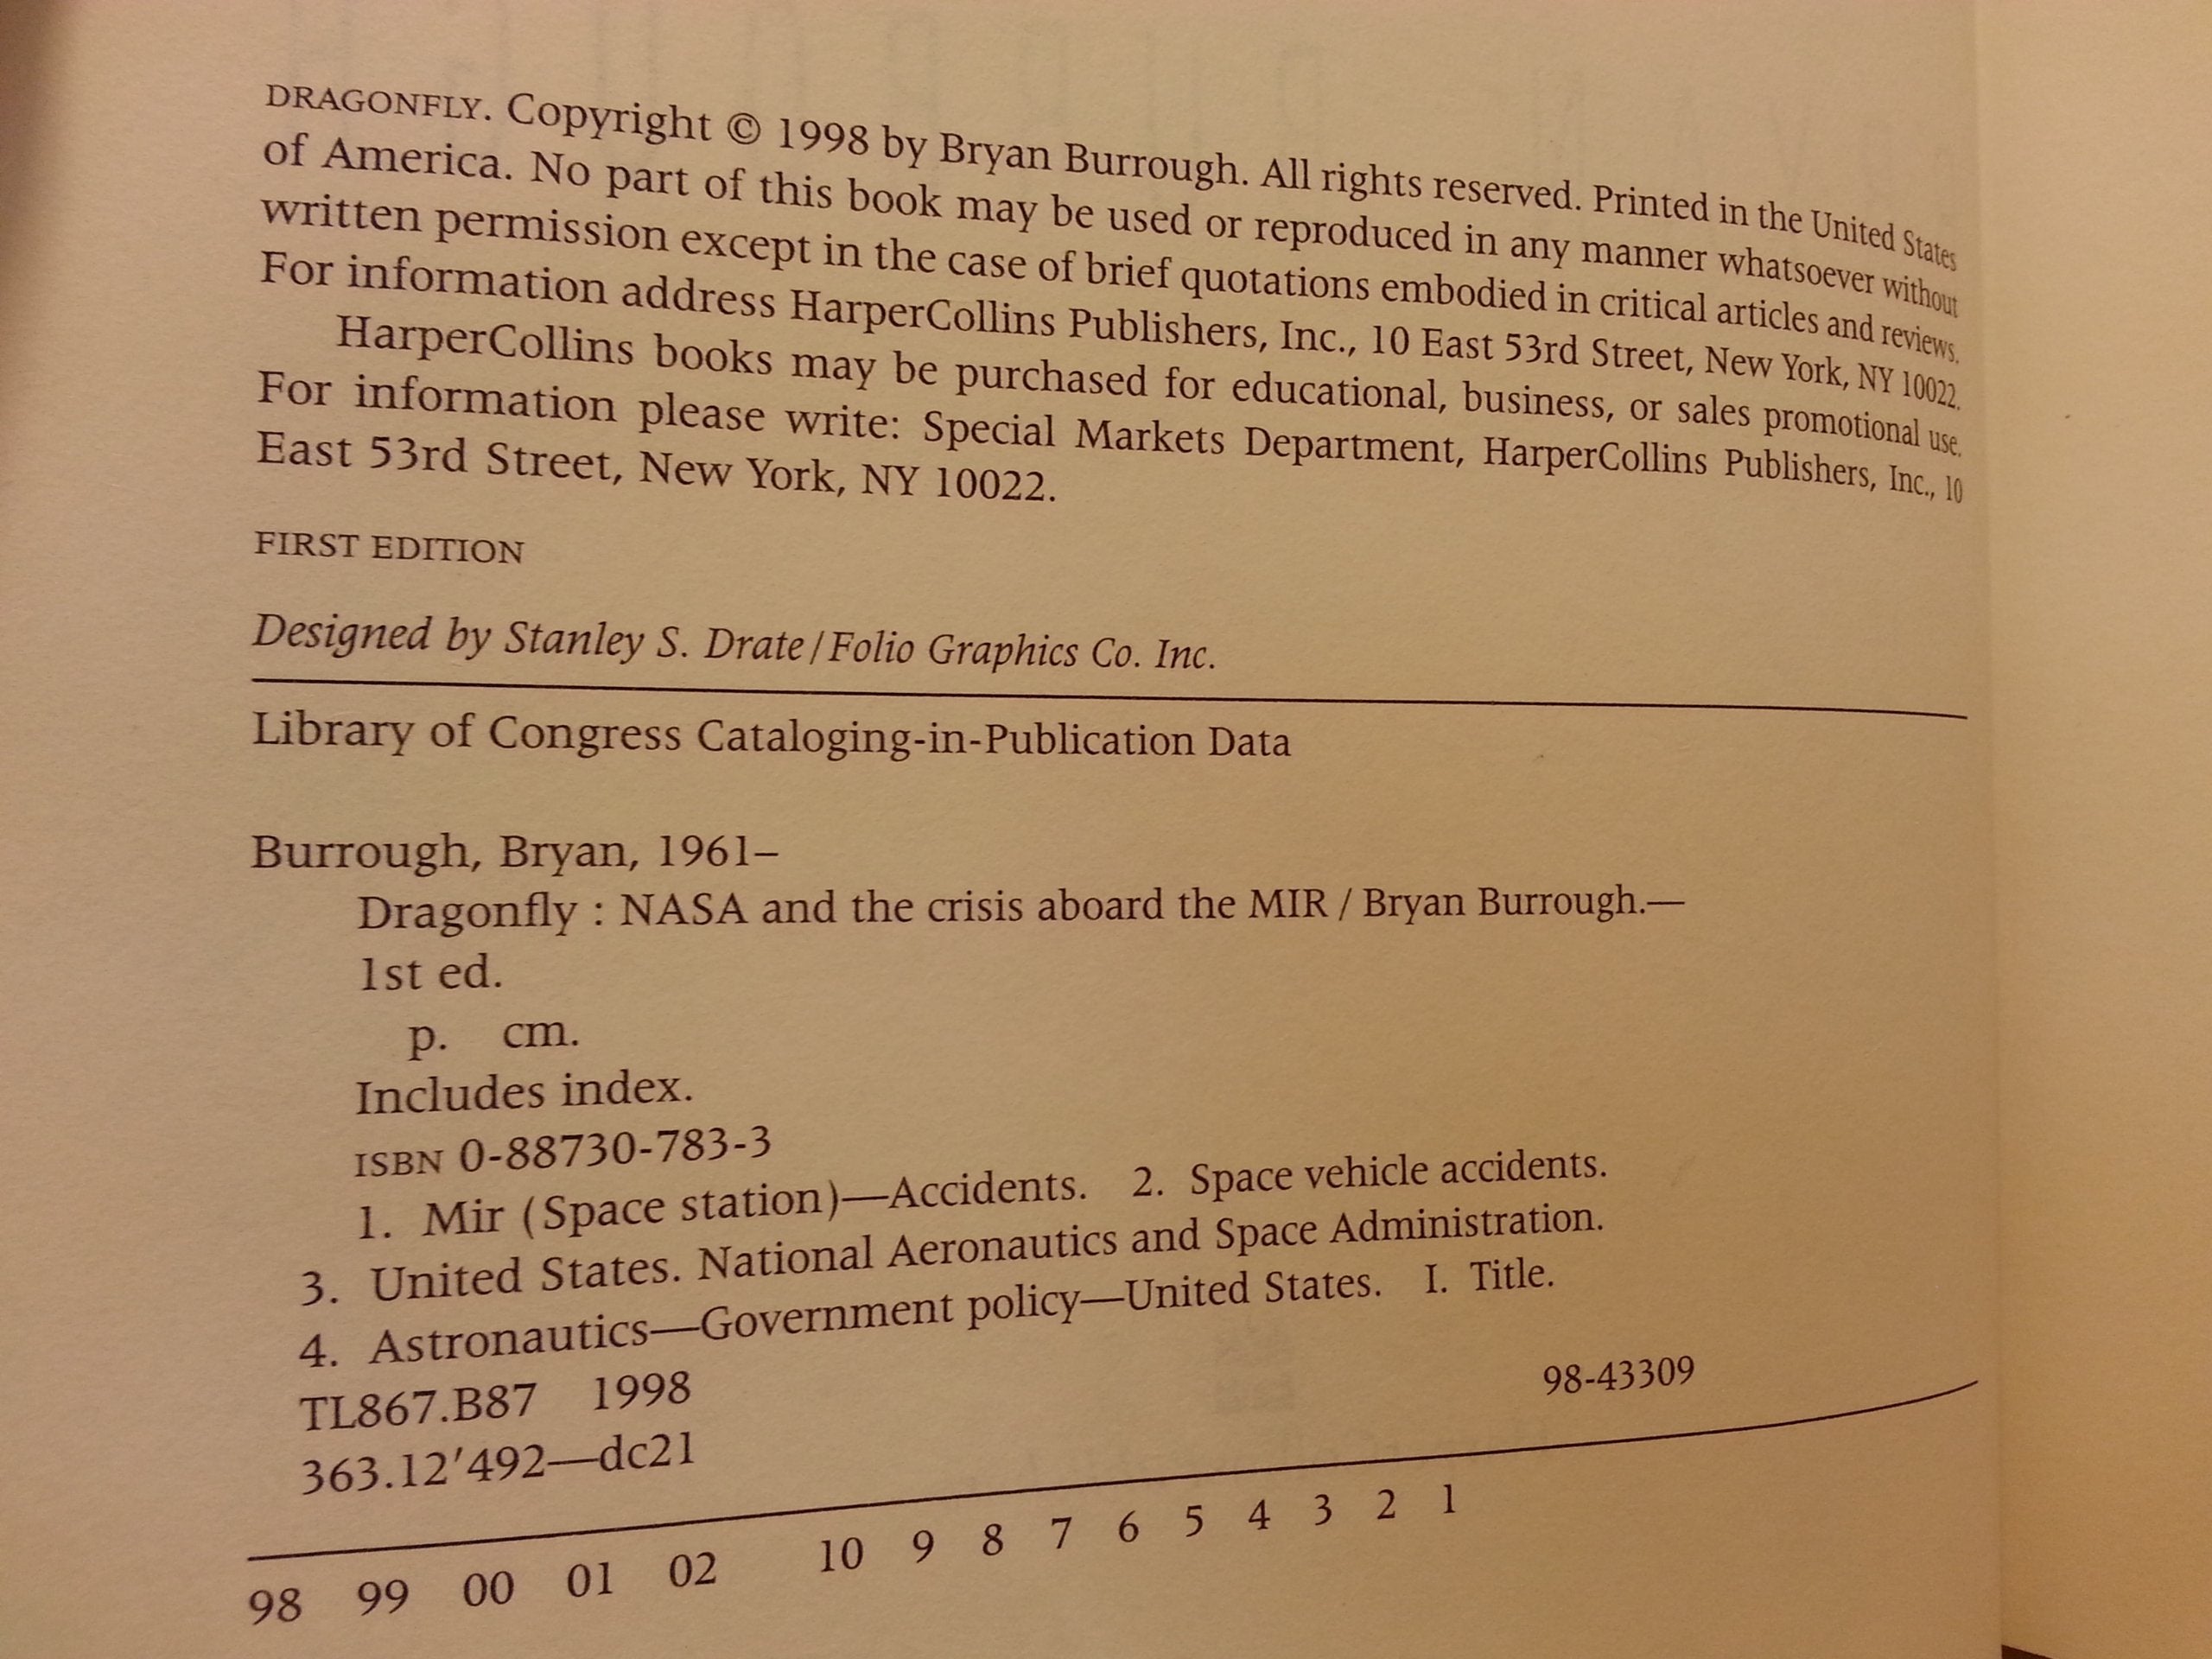 DRAGONFLY. Copyright © 1998 by Bryan Burrough. All rights reserved. Printed in the United States
of America. No part of this book may be used or reproduced in any manner whatsoever without
written permission except in the case of brief quotations embodied in critical articles and reviews.
For information address HarperCollins Publishers, Inc., 10 East 53rd Street, New York, NY 10022.
HarperCollins books may be purchased for educational, business, or sales promotional use.
For information please write: Special Markets Department, HarperCollins Publishers, Inc., 10
East 53rd Street, New York, NY 10022.
FIRST EDITION
Designed by Stanley S. Drate/Folio Graphics Co. Inc.
Library of Congress Cataloging-in-Publication Data
Burrough, Bryan, 1961–
Dragonfly : NASA and the crisis aboard the MIR / Bryan Burrough.—
1st ed.
p. cm.
Includes index.
ISBN 0-88730-783-3
1. Mir (Space station)—Accidents. 2. Space vehicle accidents.
3. United States. National Aeronautics and Space Administration.
4. Astronautics—Government policy—United States. I. Title.
TL867.B87 1998
98-43309
363.12′492—dc21
98 99 00 01 02 10 9 8 7 6 5 4 3 2 1